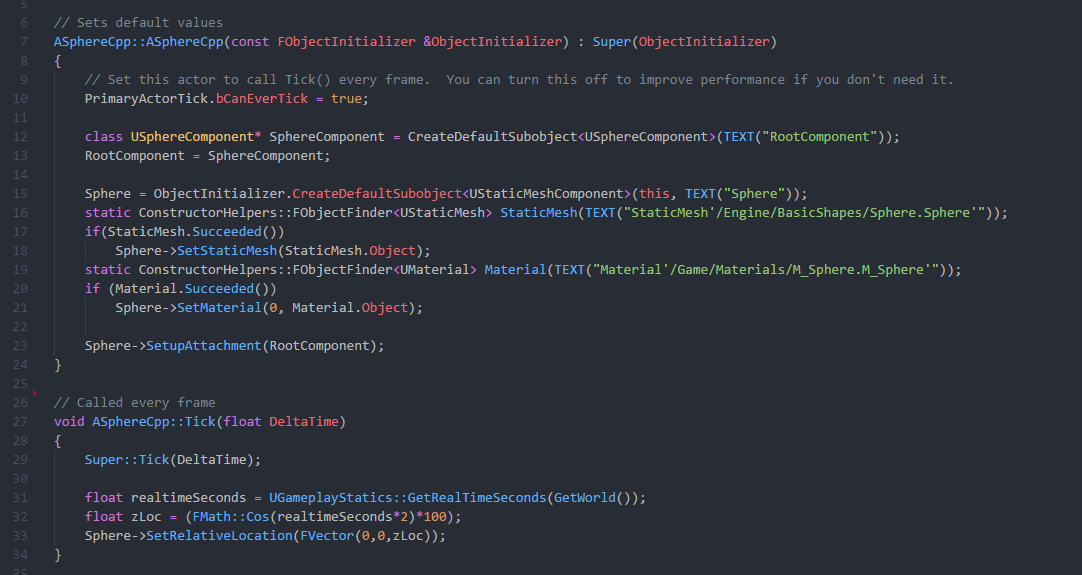 5
6 // Sets default values
7 ASphereCpp::ASphereCpp(const FObjectInitializer &ObjectInitializer) : Super(ObjectInitializer)
8 {
9 // Set this actor to call Tick() every frame.  You can turn this off to improve performance if you don't need it.
10 PrimaryActorTick.bCanEverTick = true;
11
12 class USphereComponent* SphereComponent = CreateDefaultSubobject<USphereComponent>(TEXT("RootComponent"));
13 RootComponent = SphereComponent;
14
15 Sphere = ObjectInitializer.CreateDefaultSubobject<UStaticMeshComponent>(this, TEXT("Sphere"));
16 static ConstructorHelpers::FObjectFinder<UStaticMesh> StaticMesh(TEXT("StaticMesh'/Engine/BasicShapes/Sphere.Sphere'"));
17 if(StaticMesh.Succeeded())
18 Sphere->SetStaticMesh(StaticMesh.Object);
19 static ConstructorHelpers::FObjectFinder<UMaterial> Material(TEXT("Material'/Game/Materials/M_Sphere.M_Sphere'"));
20 if (Material.Succeeded())
21 Sphere->SetMaterial(0, Material.Object);
22
23 Sphere->SetupAttachment(RootComponent);
24 }
25
26 // Called every frame
27 void ASphereCpp::Tick(float DeltaTime)
28 {
29 Super::Tick(DeltaTime);
30
31 float realtimeSeconds = UGameplayStatics::GetRealTimeSeconds(GetWorld());
32 float zLoc = (FMath::Cos(realtimeSeconds*2)*100);
33 Sphere->SetRelativeLocation(FVector(0,0,zLoc));
34 }
35